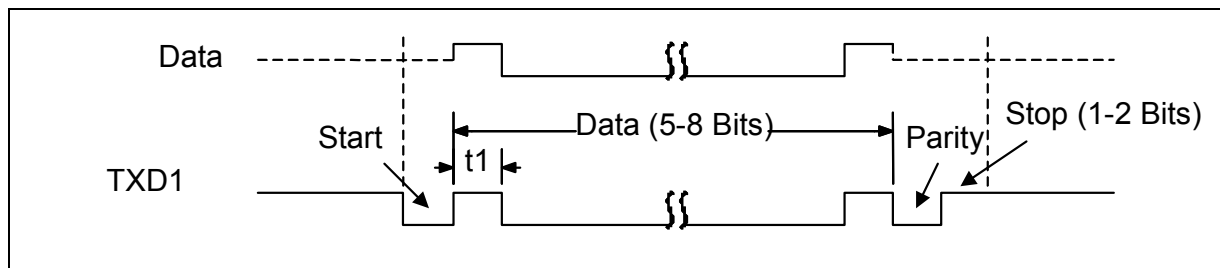 Data
Data (5-8 Bits)
Stop (1-2 Bits)
Start
Parity
t1
TXD1